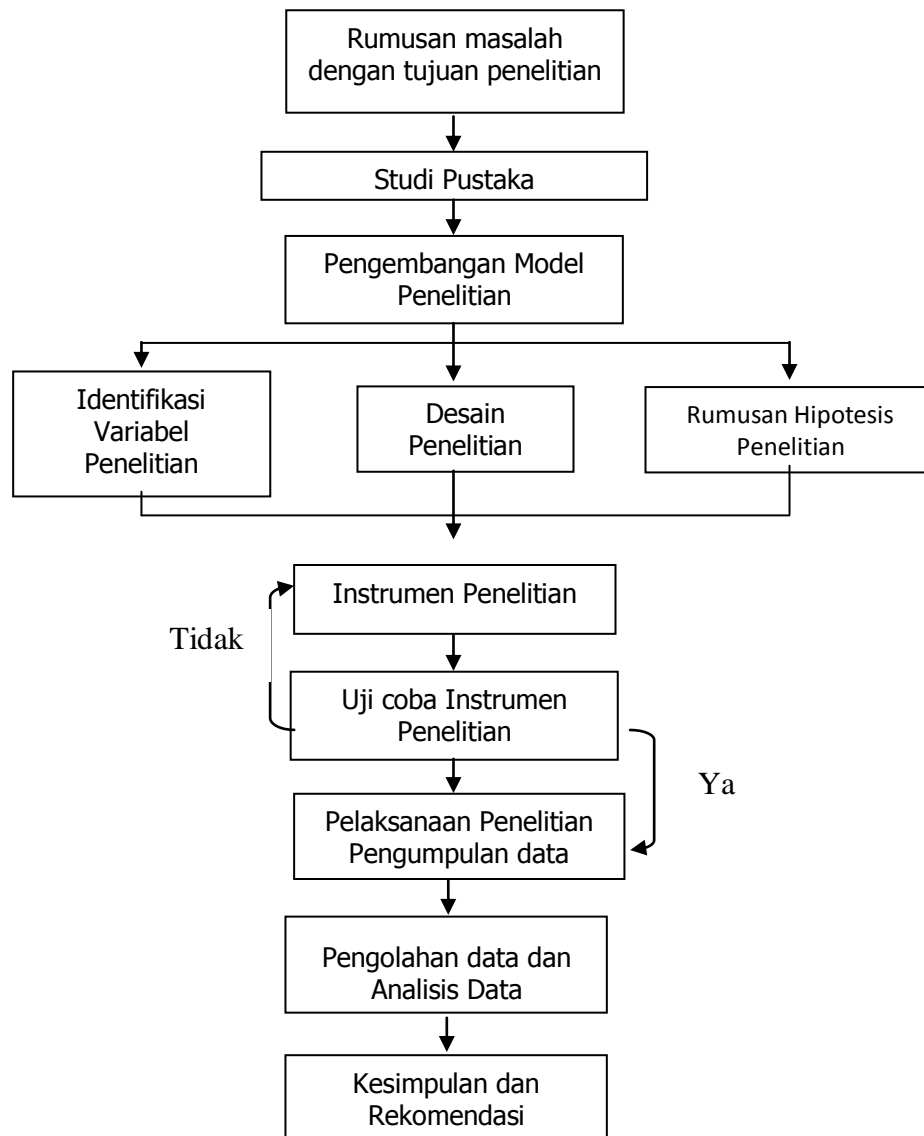 Rumusan masalah
dengan tujuan penelitian
Studi Pustaka
Pengembangan Model
Penelitian
Identifikasi
Variabel
Penelitian
Desain
Penelitian
Rumusan Hipotesis
Penelitian
Instrumen Penelitian
Tidak
Uji coba Instrumen
Penelitian
Ya
Pelaksanaan Penelitian
Pengumpulan data
Pengolahan data dan
Analisis Data
Kesimpulan dan
Rekomendasi